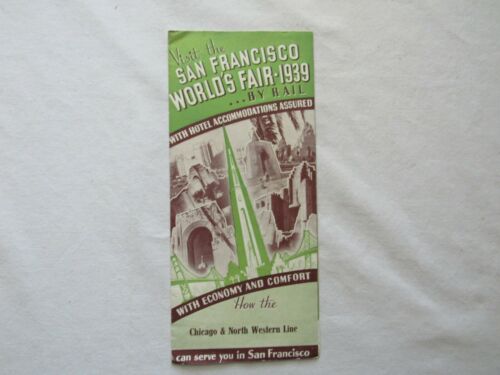 Visit the
SAN FRANCISCO
WORLD'S FAIR-1939
...BY RAIL
WITH HOTEL ACCOMMODATIONS ASSURED
WITH ECONOMY AND COMFORT
How the
Chicago & North Western Line
can serve you in San Francisco